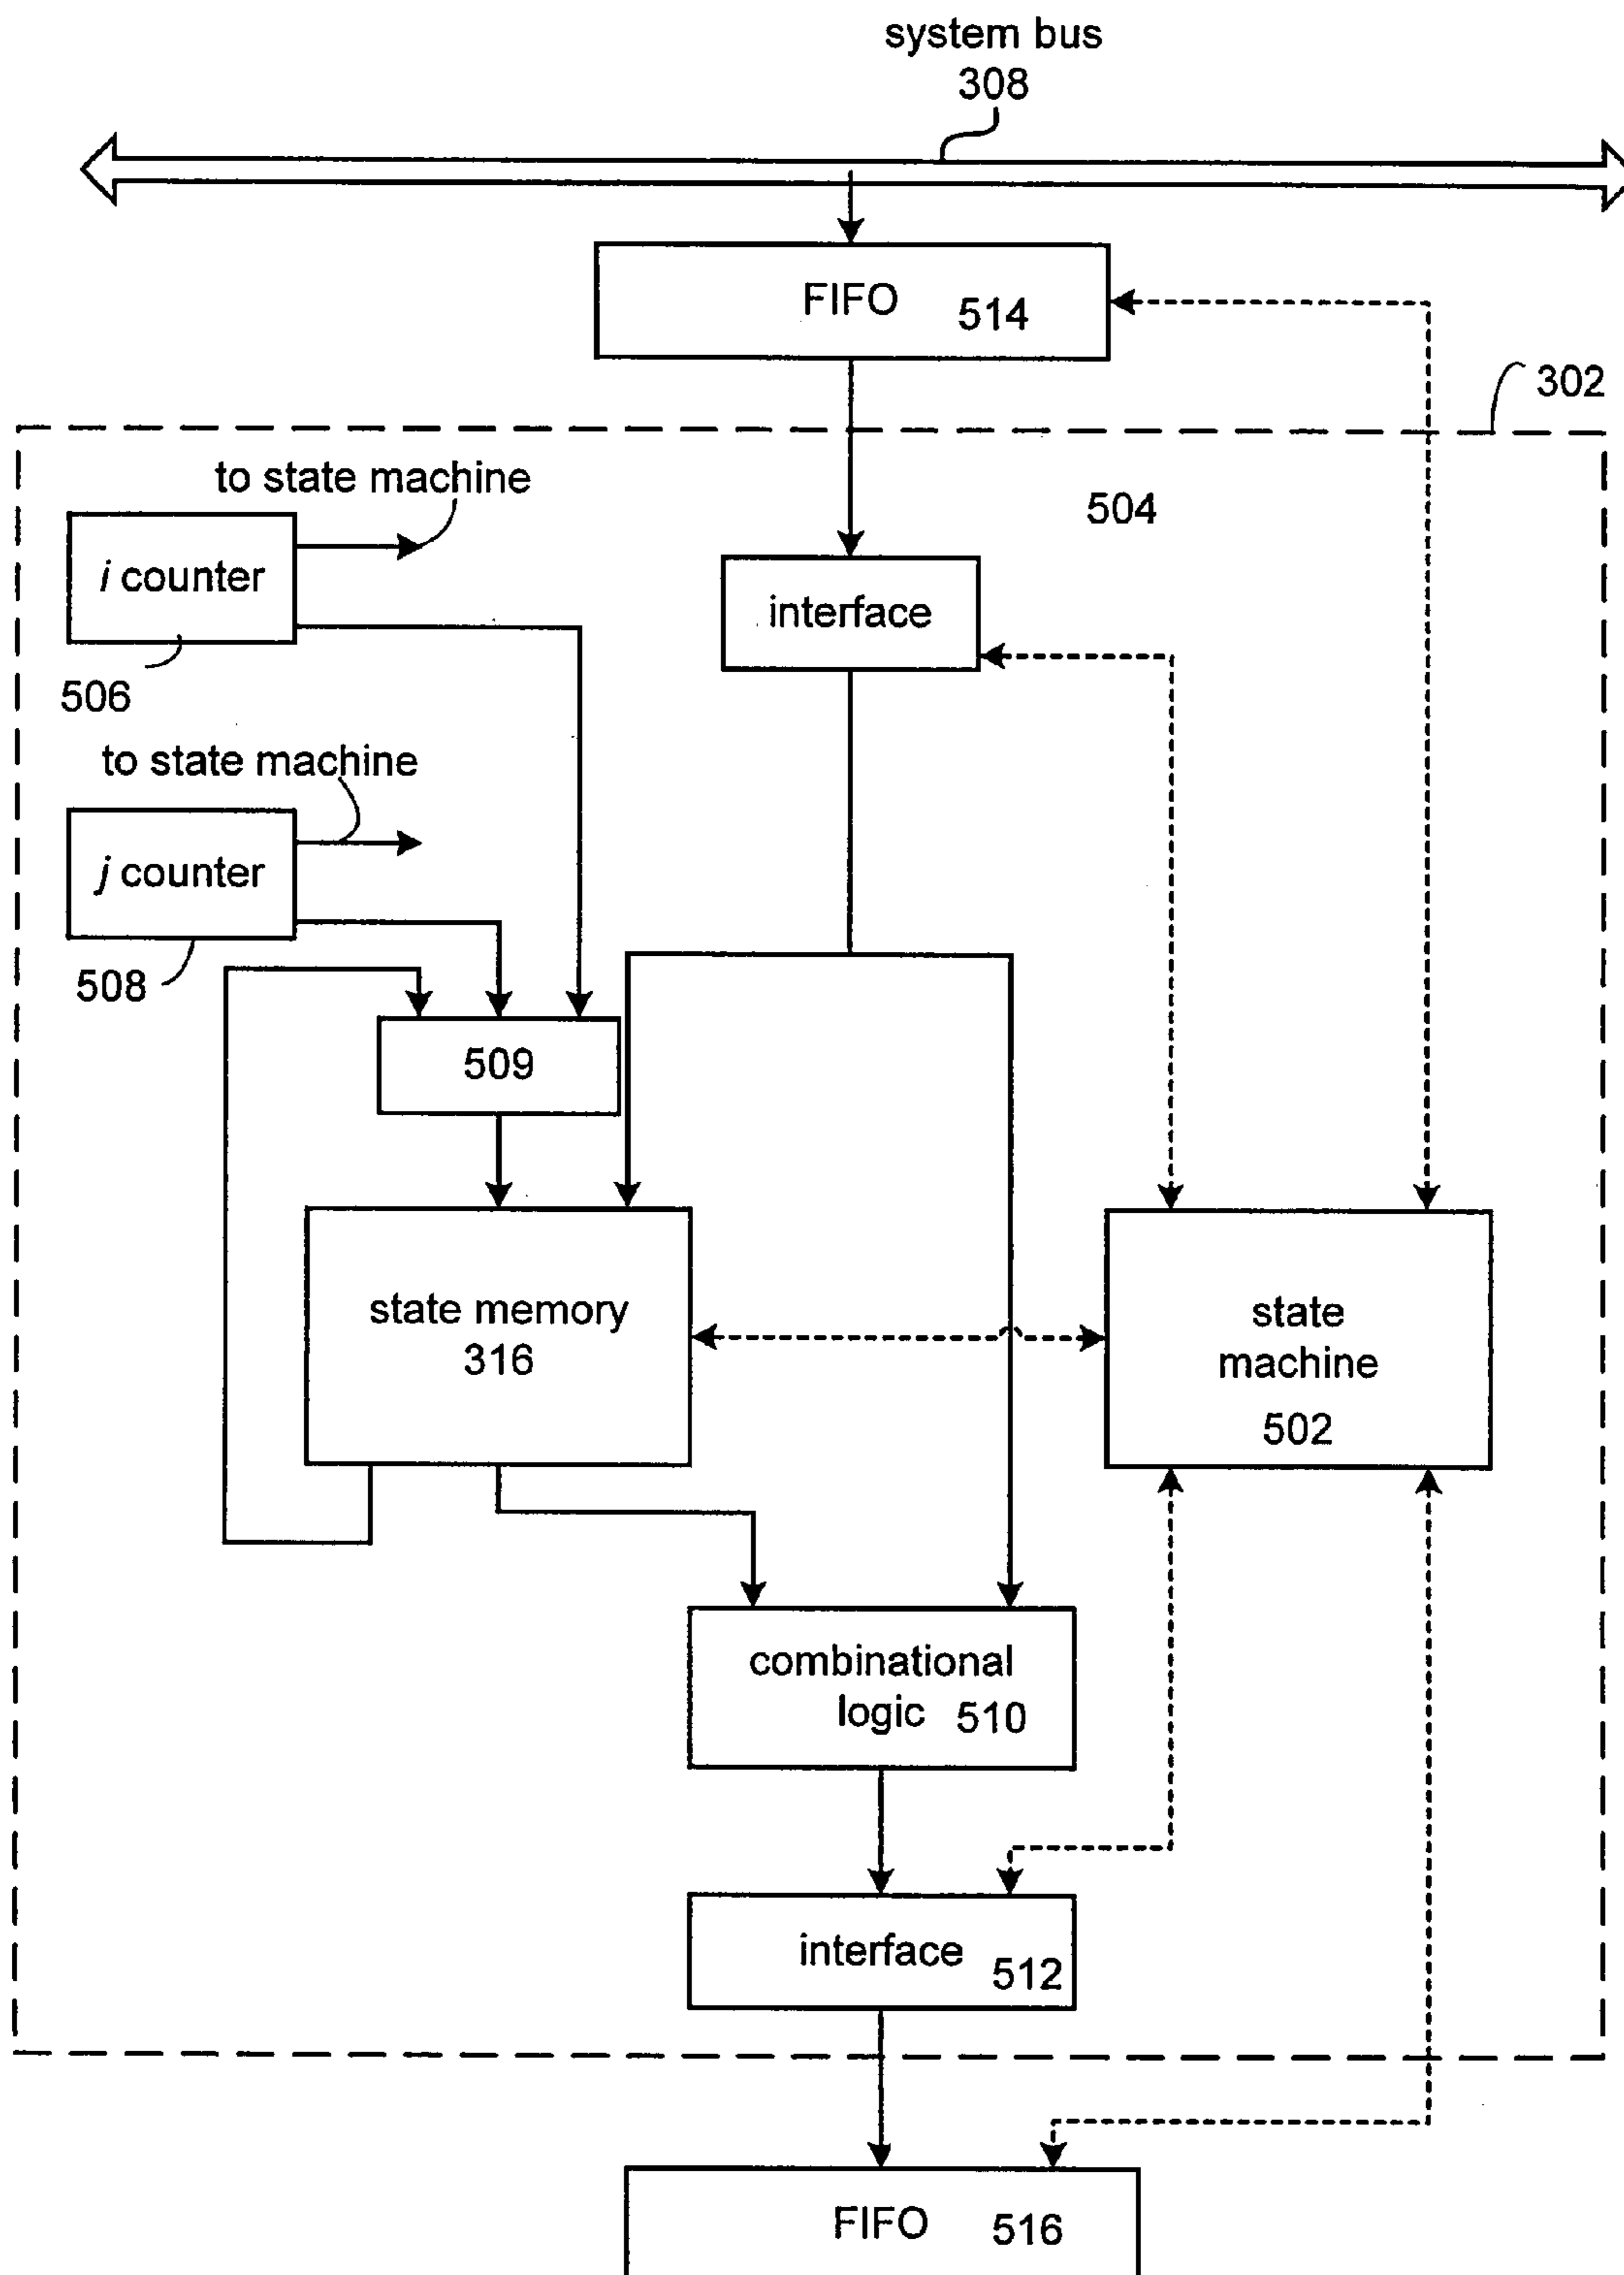 system bus
308
FIFO 514
302
to state machine
504
i counter
interface
506
to state machine
j counter
508
509
state memory
316
state
machine
502
combinational
logic 510
interface 512
FIFO 516